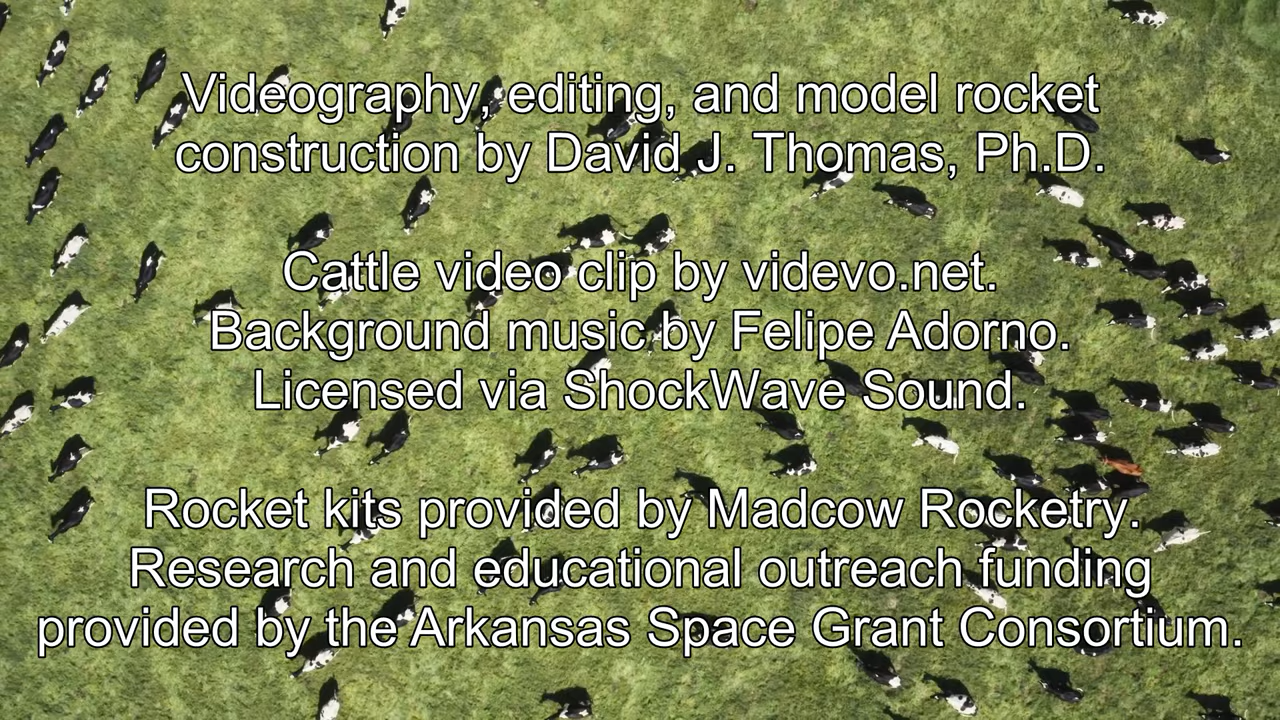 Videography, editing, and model rocket
construction by David J. Thomas, Ph.D.
Cattle video clip by videvo.net.
Background music by Felipe Adorno.
Licensed via ShockWave Sound.
Rocket kits provided by Madcow Rocketry.
Research and educational outreach funding
provided by the Arkansas Space Grant Consortium.